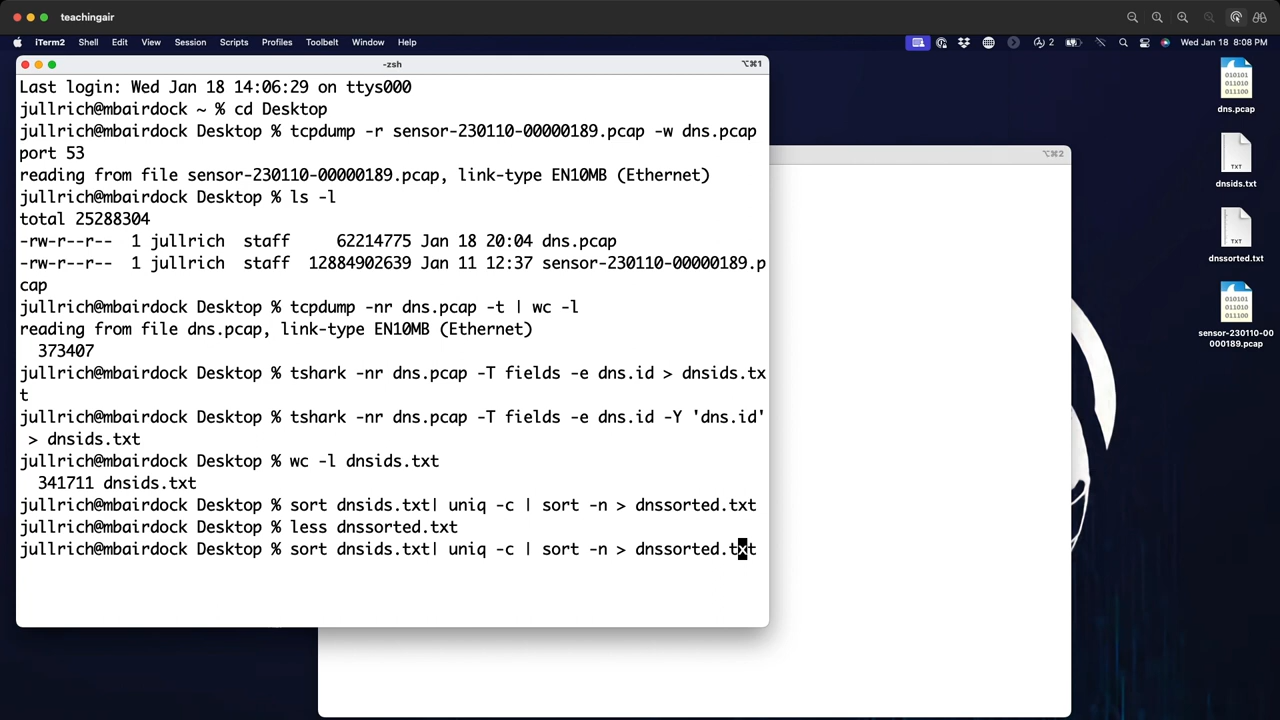 teachingair
iTerm2 Shell Edit View Session Scripts Profiles Toolbelt Window Help 2 Wed Jan 18 8:08 PM
-zsh ⌥⌘1
Last login: Wed Jan 18 14:06:29 on ttys000
jullrich@mbairdock ~ % cd Desktop
jullrich@mbairdock Desktop % tcpdump -r sensor-230110-00000189.pcap -w dns.pcap
port 53
reading from file sensor-230110-00000189.pcap, link-type EN10MB (Ethernet)
jullrich@mbairdock Desktop % ls -l
total 25288304
-rw-r--r-- 1 jullrich staff 62214775 Jan 18 20:04 dns.pcap
-rw-r--r-- 1 jullrich staff 12884902639 Jan 11 12:37 sensor-230110-00000189.p
cap
jullrich@mbairdock Desktop % tcpdump -nr dns.pcap -t | wc -l
reading from file dns.pcap, link-type EN10MB (Ethernet)
373407
jullrich@mbairdock Desktop % tshark -nr dns.pcap -T fields -e dns.id > dnsids.tx
t
jullrich@mbairdock Desktop % tshark -nr dns.pcap -T fields -e dns.id -Y 'dns.id'
> dnsids.txt
jullrich@mbairdock Desktop % wc -l dnsids.txt
341711 dnsids.txt
jullrich@mbairdock Desktop % sort dnsids.txt| uniq -c | sort -n > dnssorted.txt
jullrich@mbairdock Desktop % less dnssorted.txt
jullrich@mbairdock Desktop % sort dnsids.txt| uniq -c | sort -n > dnssorted.txt
⌥⌘2
010101
011010
011100
dns.pcap
TXT
dnsids.txt
TXT
dnssorted.txt
010101
011010
011100
sensor-230110-00
000189.pcap